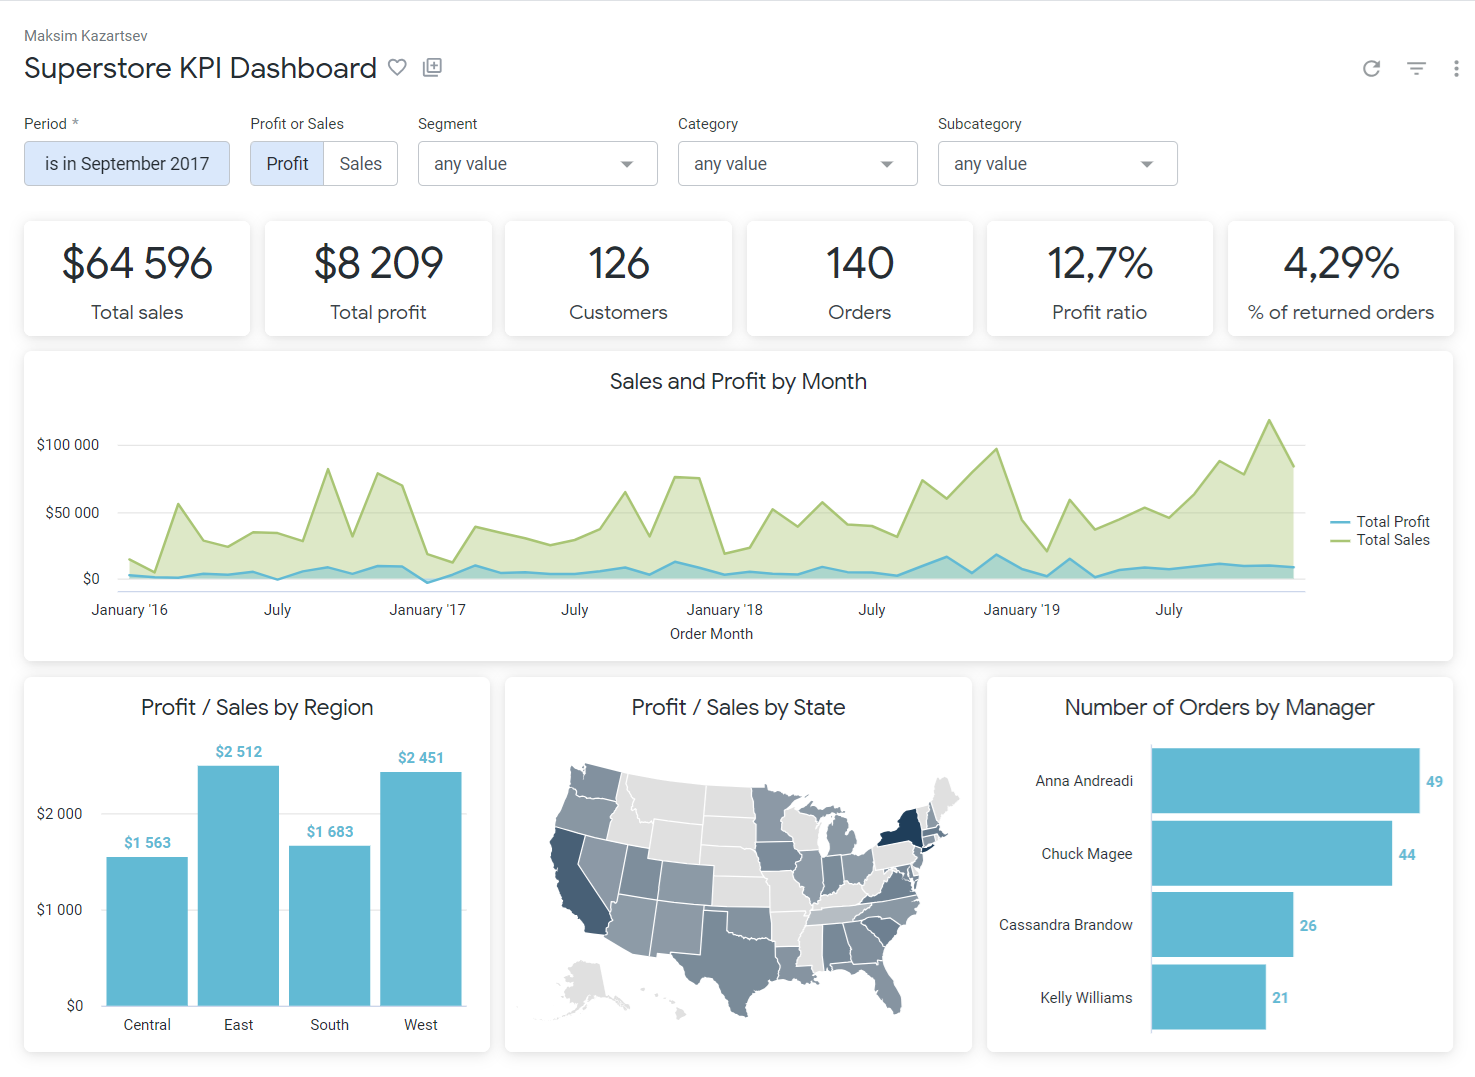 Maksim Kazartsev
Superstore KPI Dashboard
Period * Profit or Sales Segment Category Subcategory
is in September 2017 Profit Sales any value any value any value
$64 596 $8 209 126 140 12,7% 4,29%
Total sales Total profit Customers Orders Profit ratio % of returned orders
Sales and Profit by Month
$100 000
$50 000
$0
Total Profit
Total Sales
January '16 July January '17 July January '18 July January '19 July
Order Month
Profit / Sales by Region
$2 512
$2 451
$1 683
$1 563
$2 000
$1 000
$0
Central East South West
Profit / Sales by State
Number of Orders by Manager
Anna Andreadi 49
Chuck Magee 44
Cassandra Brandow 26
Kelly Williams 21